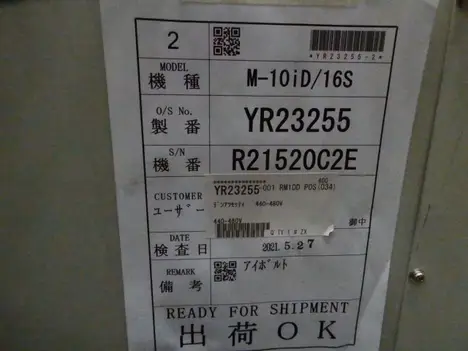 2
*YR23255-2*
MODEL
機種
M-10iD/16S
O/S No.
製番
YR23255
S/N
機番
R21520C2E
CUSTOMER
ユーザー
YR23255-001 RM10D POS(034)
440-480V
440-480V
御中
DATE
検査日
2021.5.27
REMARK
備考
アイボルト
READY FOR SHIPMENT
出荷OK